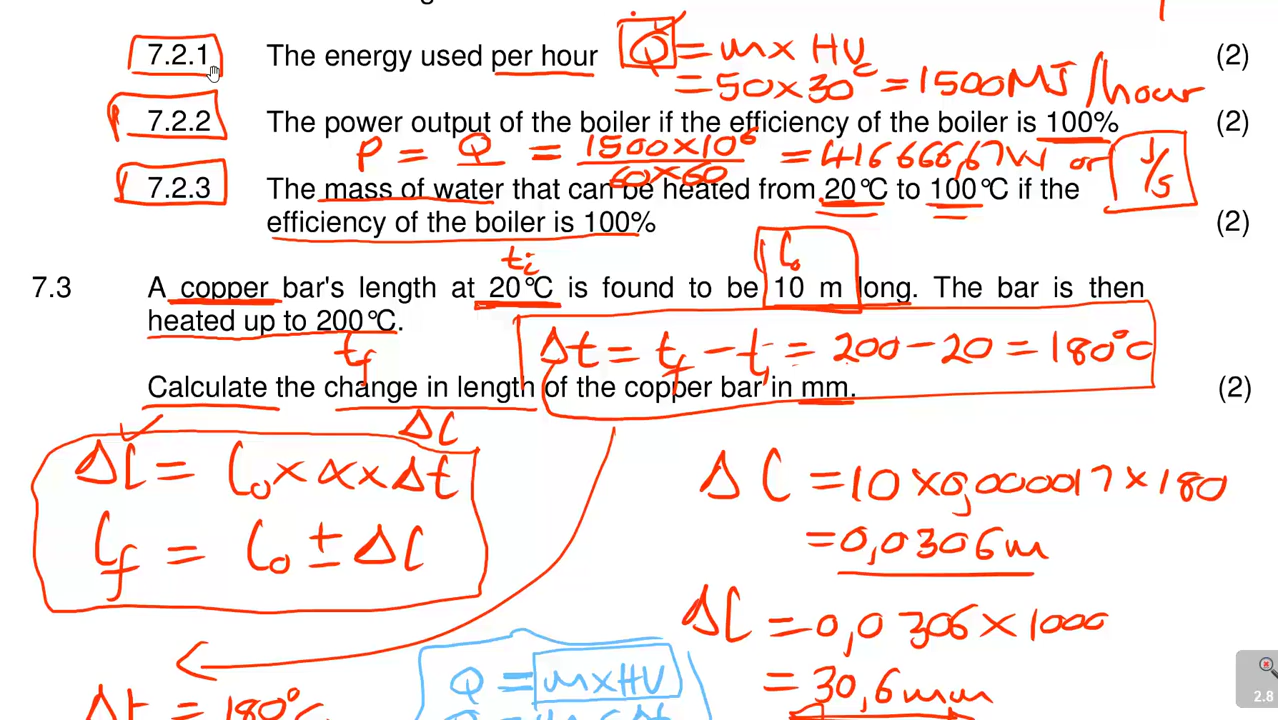 7.2.1 The energy used per hour Q = m x HVc (2)
= 50 x 30 = 1500MJ/hour
7.2.2 The power output of the boiler if the efficiency of the boiler is 100% (2)
P = Q = 1500x10⁶ / 60x60 = 416 666,67W or J/s
7.2.3 The mass of water that can be heated from 20°C to 100°C if the
efficiency of the boiler is 100% (2)
ti lo
7.3 A copper bar's length at 20°C is found to be 10 m long. The bar is then
heated up to 200°C.
tf Δt = tf - ti = 200 - 20 = 180°C
Calculate the change in length of the copper bar in mm. (2)
Δl
Δl = lo x α x Δt
lf = lo ± Δl
Δl = 10 x 0,000017 x 180
= 0,0306m
Δl = 0,0306 x 1000
= 30,6mm
Q = m x HV
Δt = 180°C
2.8